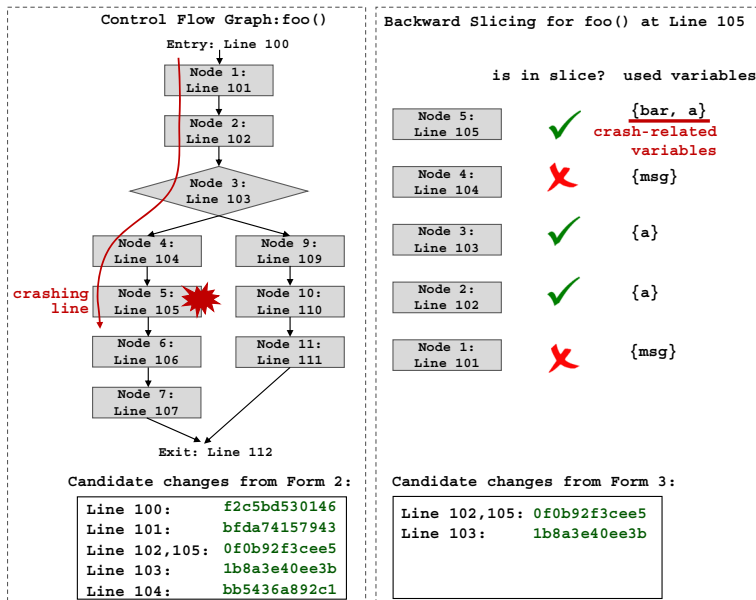 Control Flow Graph:foo()
Entry: Line 100
Node 1:
Line 101
Node 2:
Line 102
Node 3:
Line 103
Node 4:
Line 104
Node 9:
Line 109
crashing
line
Node 5:
Line 105
Node 10:
Line 110
Node 6:
Line 106
Node 11:
Line 111
Node 7:
Line 107
Exit: Line 112
Candidate changes from Form 2:
Line 100: f2c5bd530146
Line 101: bfda74157943
Line 102,105: 0f0b92f3cee5
Line 103: 1b8a3e40ee3b
Line 104: bb5436a892c1
Backward Slicing for foo() at Line 105
is in slice? used variables
Node 5:
Line 105
{bar, a}
crash-related
variables
Node 4:
Line 104
{msg}
Node 3:
Line 103
{a}
Node 2:
Line 102
{a}
Node 1:
Line 101
{msg}
Candidate changes from Form 3:
Line 102,105: 0f0b92f3cee5
Line 103: 1b8a3e40ee3b